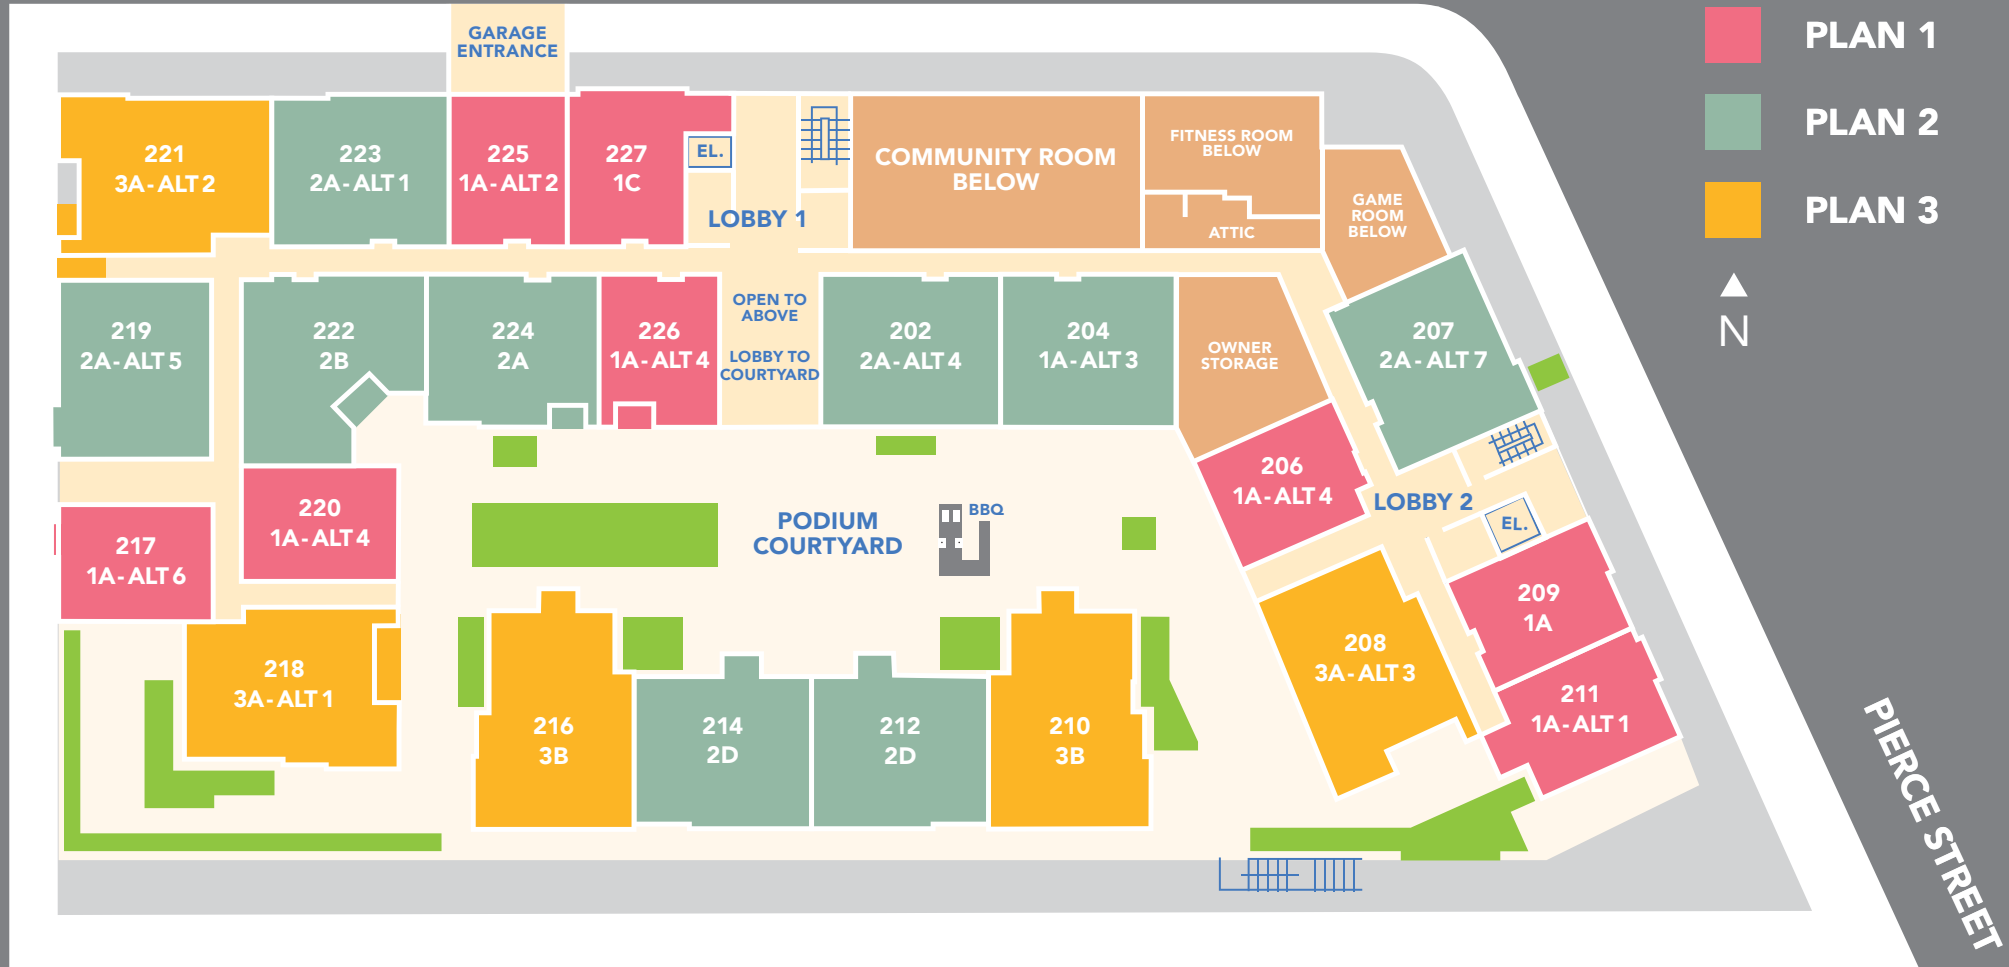 GARAGE
ENTRANCE
PLAN 1
PLAN 2
PLAN 3
N
221
3A - ALT 2
223
2A - ALT 1
225
1A - ALT 2
227
1C
EL.
LOBBY 1
COMMUNITY ROOM
BELOW
FITNESS ROOM
BELOW
ATTIC
GAME
ROOM
BELOW
219
2A - ALT 5
222
2B
224
2A
226
1A - ALT 4
OPEN TO
ABOVE
LOBBY TO
COURTYARD
202
2A - ALT 4
204
1A - ALT 3
OWNER
STORAGE
207
2A - ALT 7
206
1A - ALT 4
LOBBY 2
EL.
217
1A - ALT 6
220
1A - ALT 4
PODIUM
COURTYARD
BBQ
209
1A
208
3A - ALT 3
211
1A - ALT 1
218
3A - ALT 1
216
3B
214
2D
212
2D
210
3B
PIERCE STREET